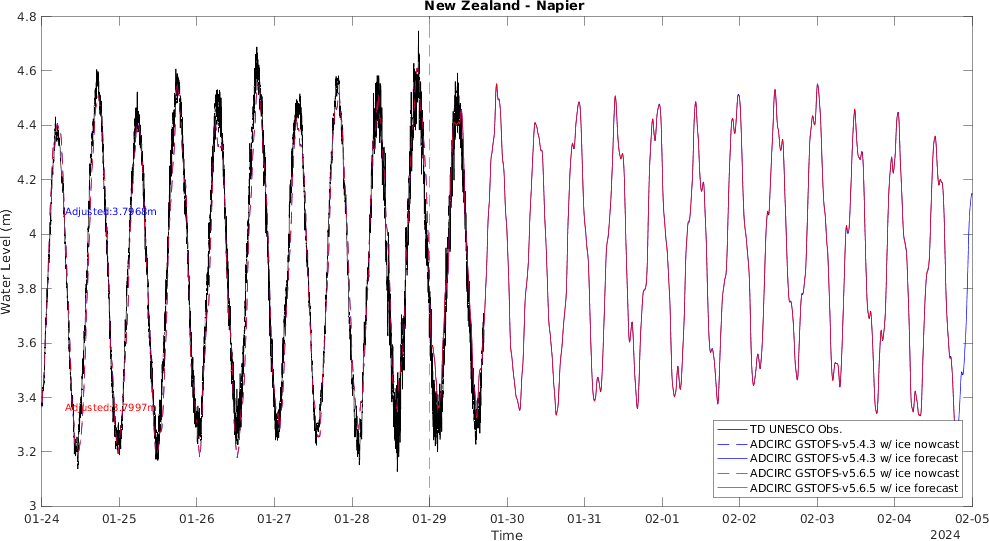 New Zealand - Napier
Water Level (m)
4.8
4.6
4.4
4.2
4
3.8
3.6
3.4
3.2
3
Adjusted:3.7968m
Adjusted:3.7997m
TD UNESCO Obs.
ADCIRC GSTOFS-v5.4.3 w/ ice nowcast
ADCIRC GSTOFS-v5.4.3 w/ ice forecast
ADCIRC GSTOFS-v5.6.5 w/ ice nowcast
ADCIRC GSTOFS-v5.6.5 w/ ice forecast
01-24 01-25 01-26 01-27 01-28 01-29 01-30 01-31 02-01 02-02 02-03 02-04 02-05
Time
2024